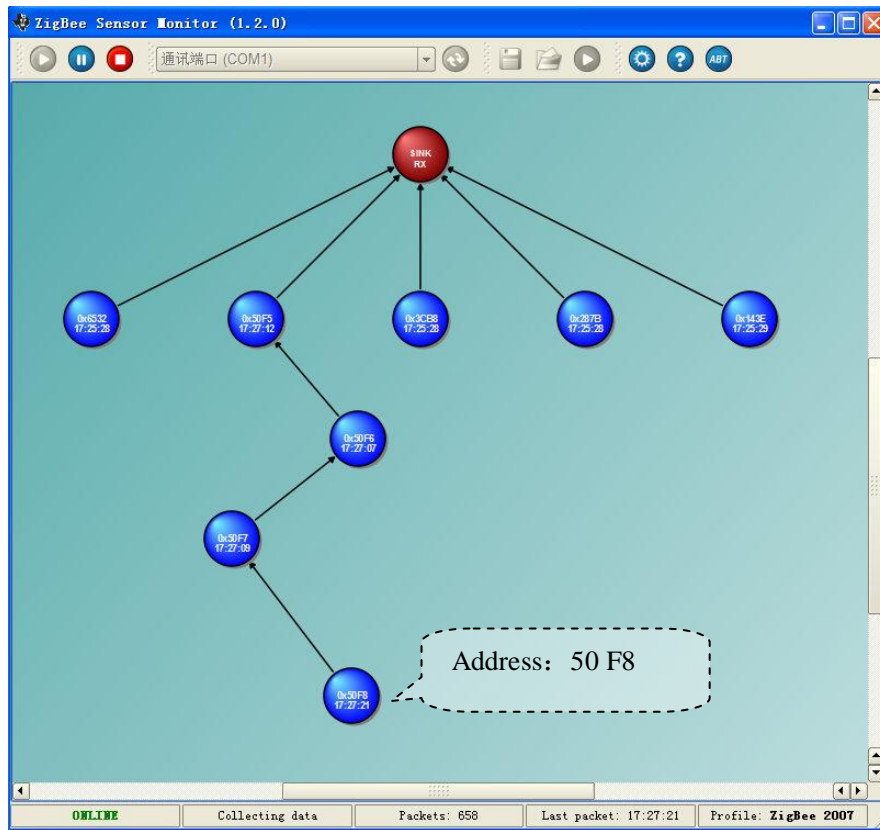 ZigBee Sensor Monitor (1.2.0)
通讯端口 (COM1)
ABT
SINK
RX
0x6532
17:25:28
0x50F5
17:27:12
0x3CB8
17:25:28
0x287B
17:25:28
0x143E
17:25:29
0x50F6
17:27:07
0x50F7
17:27:09
Address：50 F8
0x50F8
17:27:21
ONLINE
Collecting data
Packets: 658
Last packet: 17:27:21
Profile: ZigBee 2007